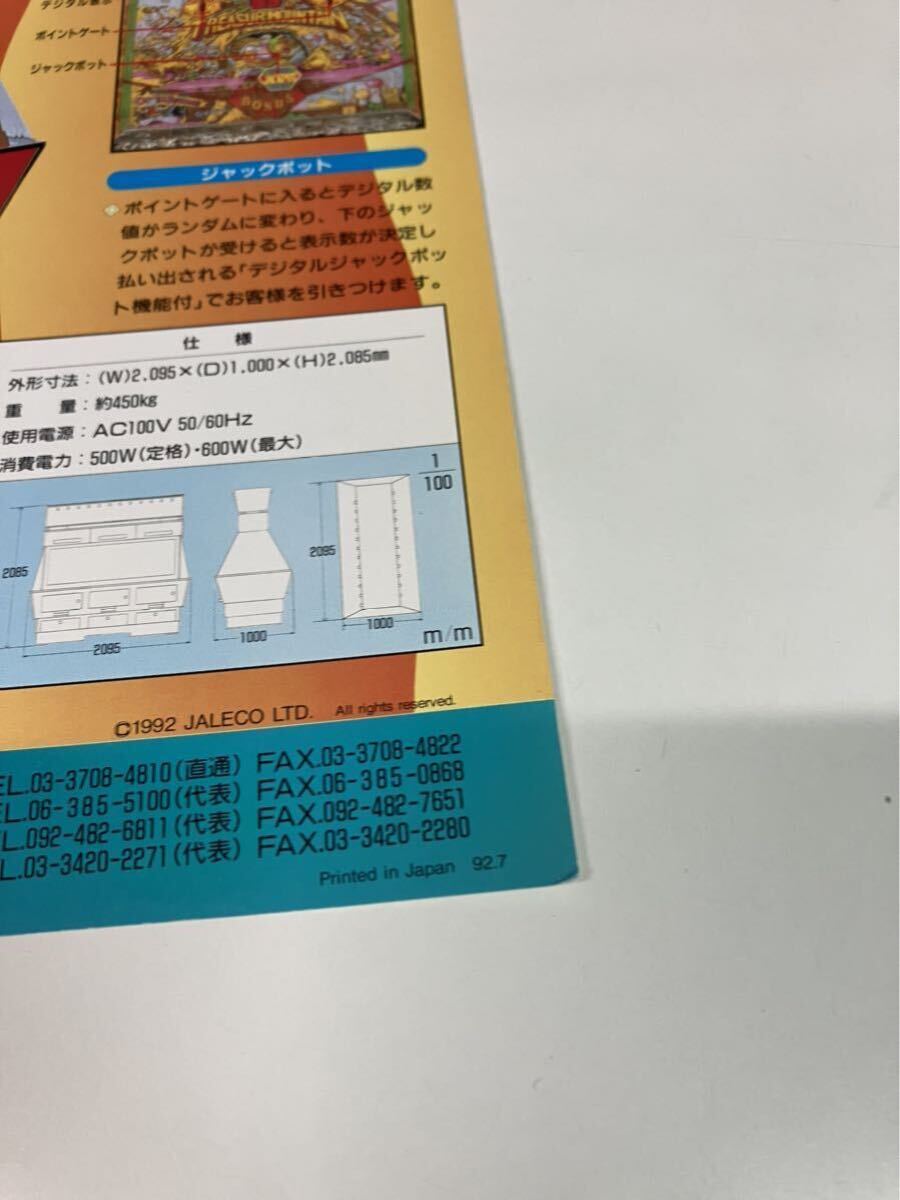 デジタル表示
ポイントゲート
ジャックポット
TREASUR MOUNTAIN
BONUS
ジャックポット
ポイントゲートに入るとデジタル数
値がランダムに変わり、下のジャッ
クポットが受けると表示数が決定し
払い出される「デジタルジャックポッ
ト機能付」でお客様を引きつけます。
仕 様
外形寸法：(W)2.095×(D)1.000×(H)2.085㎜
重 量：約450kg
使用電源：AC100V 50/60Hz
消費電力：500W(定格)・600W(最大)
1
100
2085
2095
1000
2095
1000
m/m
©1992 JALECO LTD. All rights reserved.
EL.03-3708-4810(直通) FAX.03-3708-4822
EL.06-385-5100(代表) FAX.06-385-0868
L.092-482-6811(代表) FAX.092-482-7651
L.03-3420-2271(代表) FAX.03-3420-2280
Printed in Japan 92.7